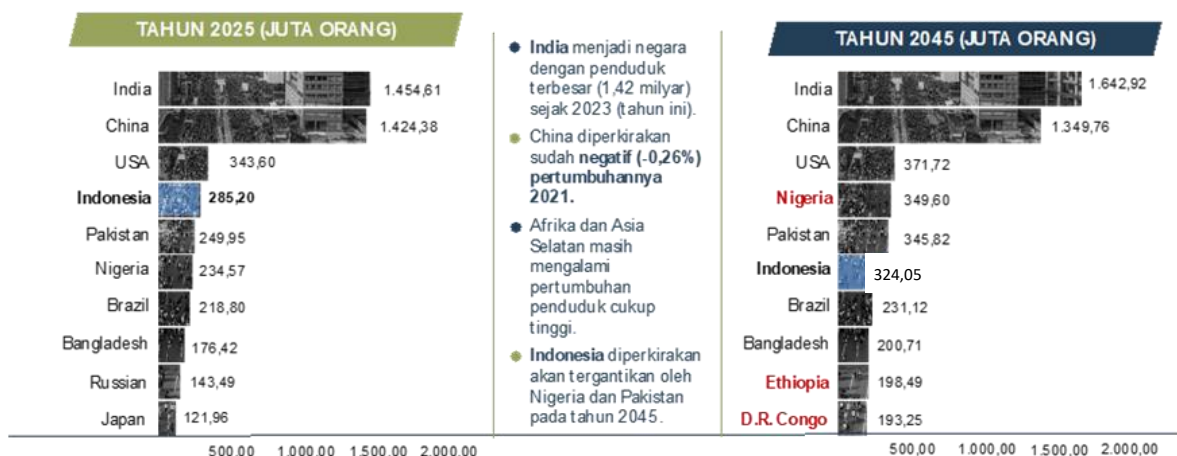 TAHUN 2025 (JUTA ORANG)
India 1.454,61
China 1.424,38
USA 343,60
Indonesia 285,20
Pakistan 249,95
Nigeria 234,57
Brazil 218,80
Bangladesh 176,42
Russian 143,49
Japan 121,96
500,00 1.000,00 1.500,00 2.000,00
India menjadi negara
dengan penduduk
terbesar (1,42 milyar)
sejak 2023 (tahun ini).
China diperkirakan
sudah negatif (-0,26%)
pertumbuhannya
2021.
Afrika dan Asia
Selatan masih
mengalami
pertumbuhan
penduduk cukup
tinggi.
Indonesia diperkirakan
akan tergantikan oleh
Nigeria dan Pakistan
pada tahun 2045.
TAHUN 2045 (JUTA ORANG)
India 1.642,92
China 1.349,76
USA 371,72
Nigeria 349,60
Pakistan 345,82
Indonesia 324,05
Brazil 231,12
Bangladesh 200,71
Ethiopia 198,49
D.R. Congo 193,25
500,00 1.000,00 1.500,00 2.000,00